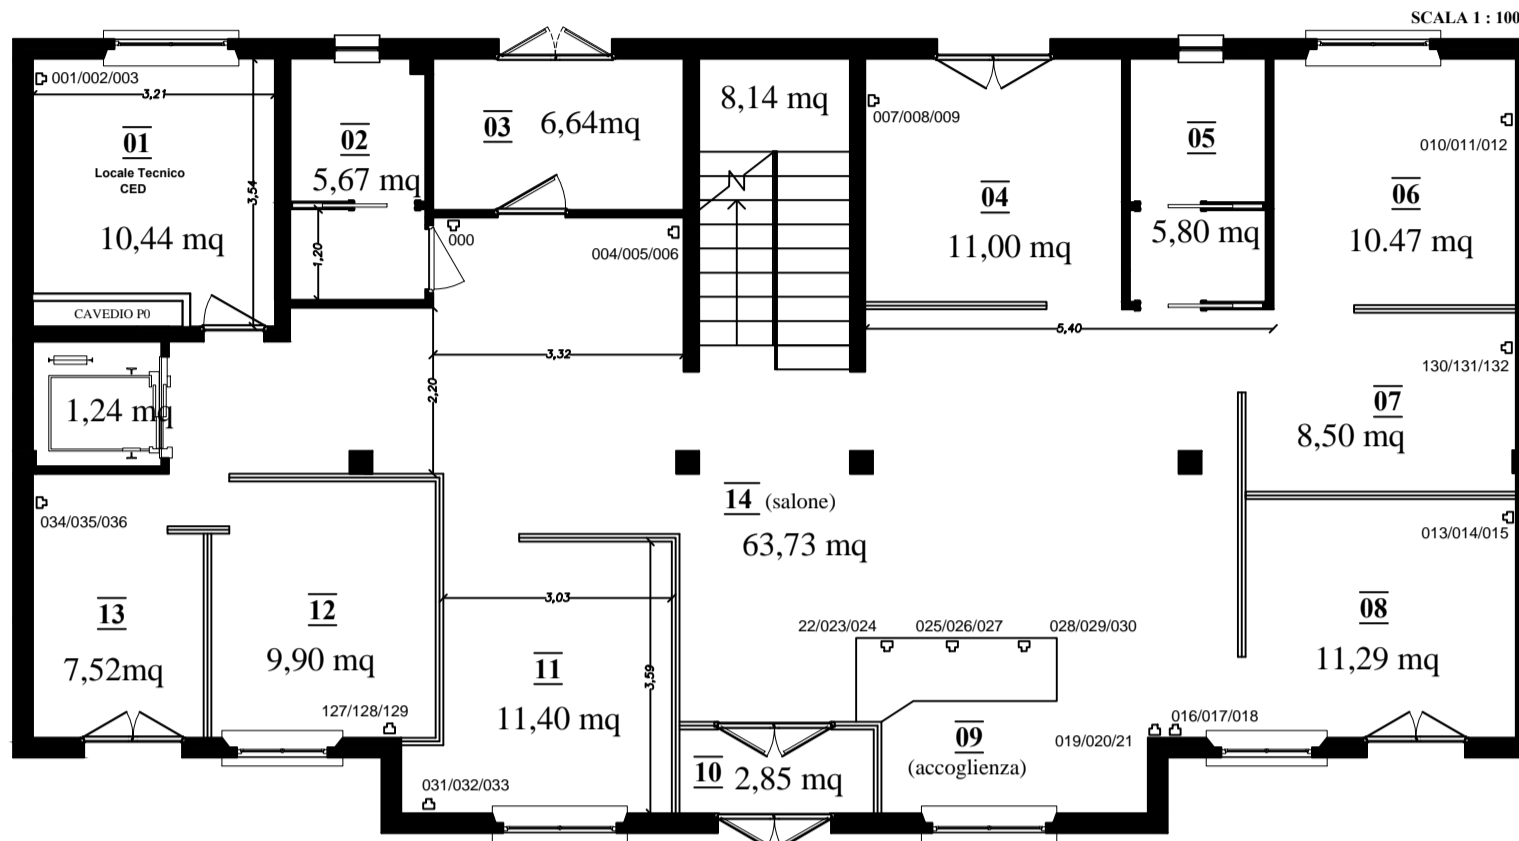 SCALA 1 : 100
001/002/003
3,21
01
Locale Tecnico
CED
10,44 mq
3,54
CAVEDIO P0
02
5,67 mq
1,20
03 6,64mq
000
004/005/006
8,14 mq
N
007/008/009
04
11,00 mq
05
5,80 mq
010/011/012
06
10.47 mq
5,40
3,32
2,20
130/131/132
07
8,50 mq
1,24 mq
034/035/036
13
7,52mq
12
9,90 mq
127/128/129
3,03
3,59
11
11,40 mq
031/032/033
14 (salone)
63,73 mq
22/023/024
025/026/027
028/029/030
013/014/015
08
11,29 mq
016/017/018
019/020/21
09
(accoglienza)
10 2,85 mq